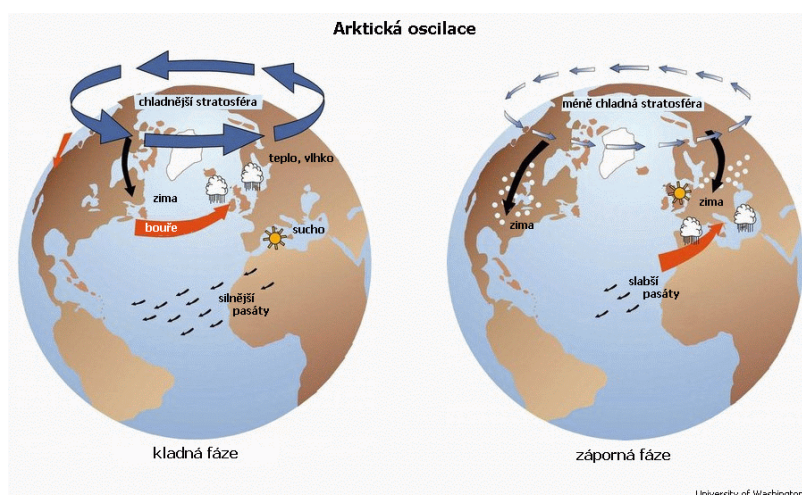 Arktická oscilace
chladnější stratosféra
teplo, vlhko
zima
bouře
sucho
silnější
pasáty
kladná fáze
méně chladná stratosféra
zima
zima
slabší
pasáty
záporná fáze
University of Washington